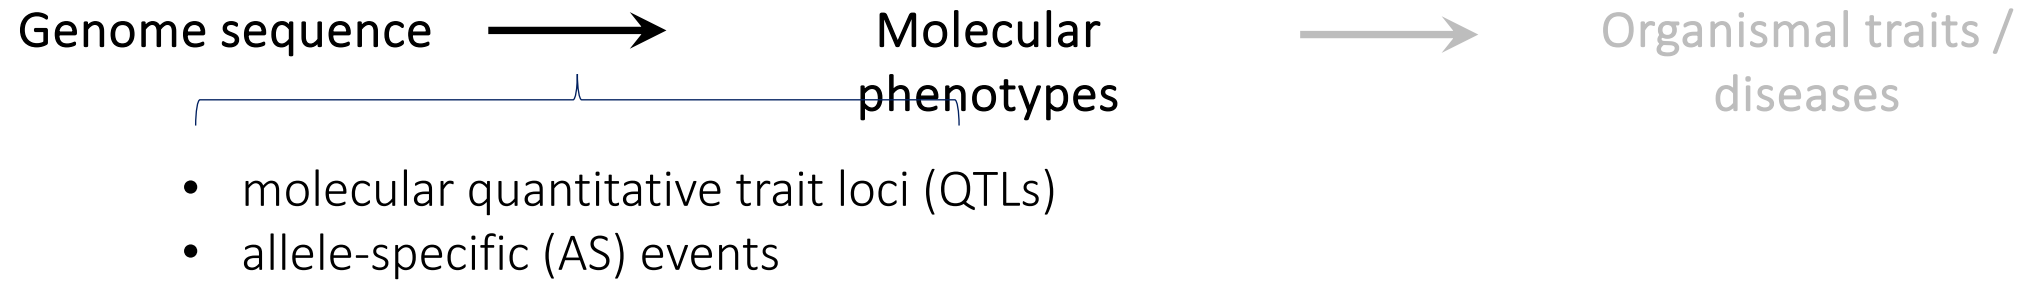 Genome sequence
Molecular
phenotypes
Organismal traits /
diseases
• molecular quantitative trait loci (QTLs)
• allele-specific (AS) events